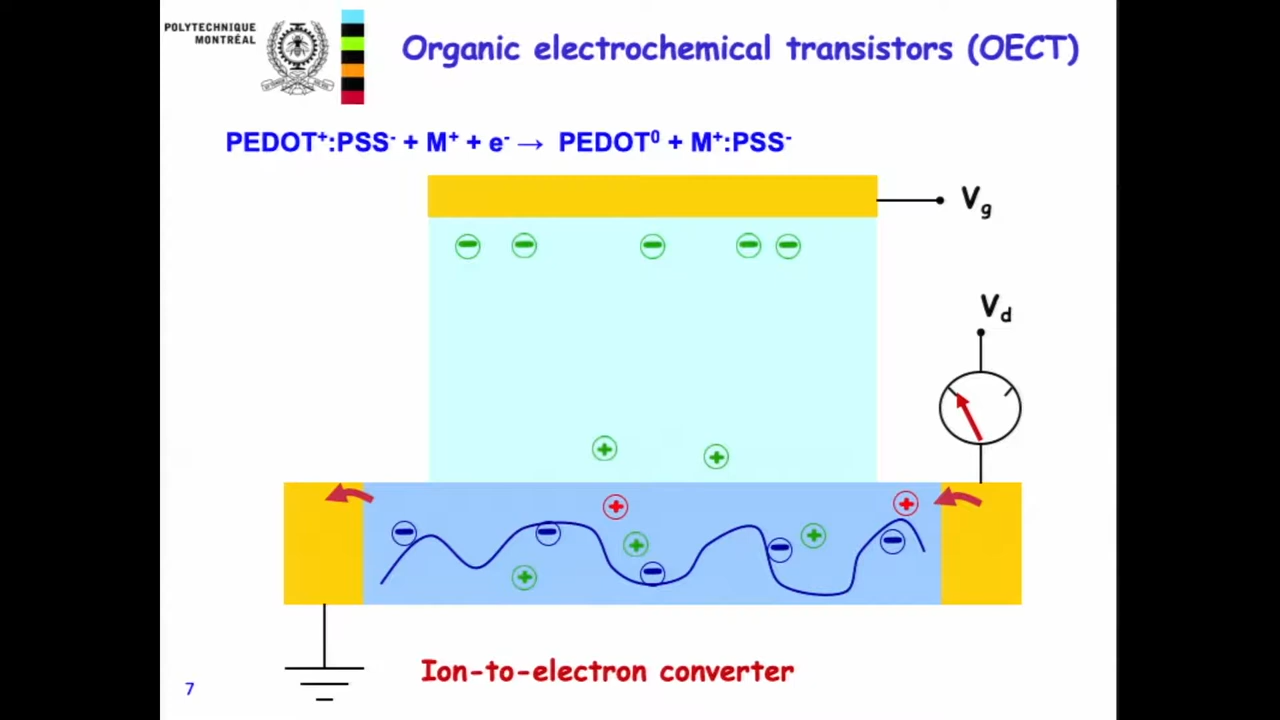 POLYTECHNIQUE
MONTRÉAL
Organic electrochemical transistors (OECT)
PEDOT⁺:PSS⁻ + M⁺ + e⁻ → PEDOT⁰ + M⁺:PSS⁻
Vg
Vd
Ion-to-electron converter
7